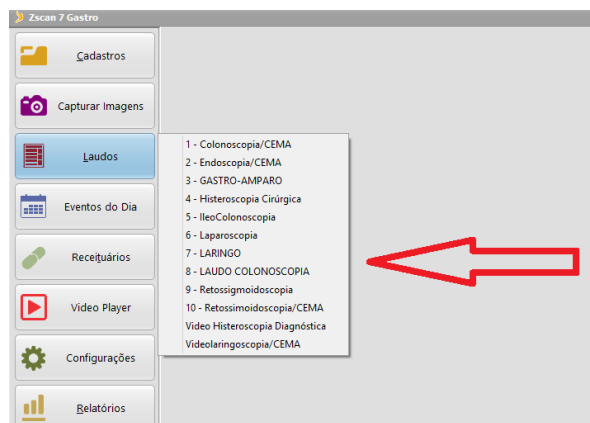 Zscan 7 Gastro
Cadastros
Capturar Imagens
Laudos
Eventos do Dia
Receituários
Video Player
Configurações
Relatórios
1 - Colonoscopia/CEMA
2 - Endoscopia/CEMA
3 - GASTRO-AMPARO
4 - Histeroscopia Cirúrgica
5 - IleoColonoscopia
6 - Laparoscopia
7 - LARINGO
8 - LAUDO COLONOSCOPIA
9 - Retossigmoidoscopia
10 - Retossimoidoscopia/CEMA
Video Histeroscopia Diagnóstica
Videolaringoscopia/CEMA